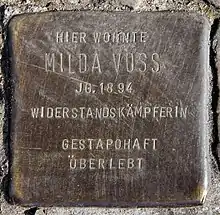 HIER WOHNTE
MILDA VOSS
JG. 1894
WIDERSTANDSKÄMPFERIN
GESTAPOHAFT
ÜBERLEBT